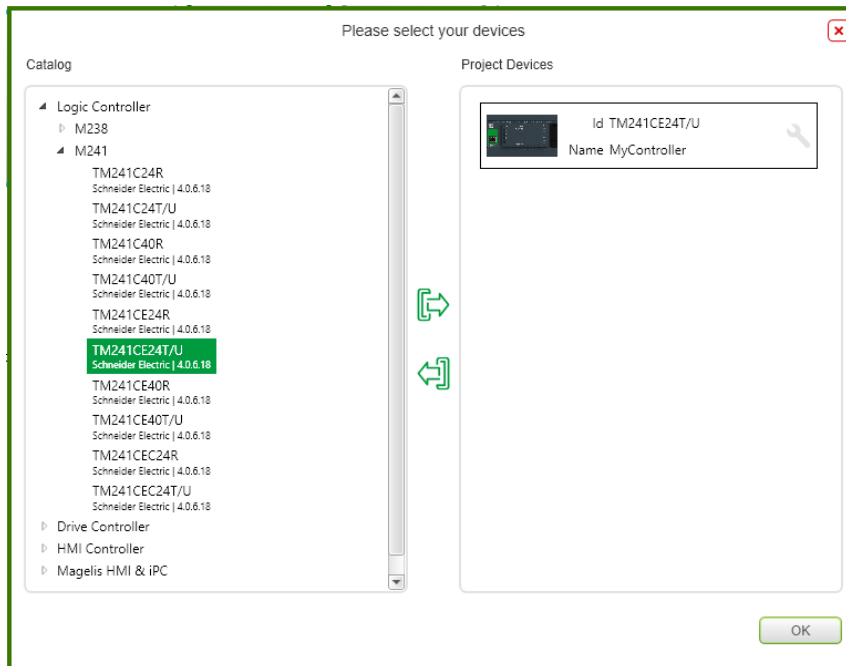 Please select your devices
Catalog
Project Devices
Logic Controller
M238
M241
TM241C24R
Schneider Electric | 4.0.6.18
TM241C24T/U
Schneider Electric | 4.0.6.18
TM241C40R
Schneider Electric | 4.0.6.18
TM241C40T/U
Schneider Electric | 4.0.6.18
TM241CE24R
Schneider Electric | 4.0.6.18
TM241CE24T/U
Schneider Electric | 4.0.6.18
TM241CE40R
Schneider Electric | 4.0.6.18
TM241CE40T/U
Schneider Electric | 4.0.6.18
TM241CEC24R
Schneider Electric | 4.0.6.18
TM241CEC24T/U
Schneider Electric | 4.0.6.18
Drive Controller
HMI Controller
Magelis HMI & iPC
Id TM241CE24T/U
Name MyController
OK